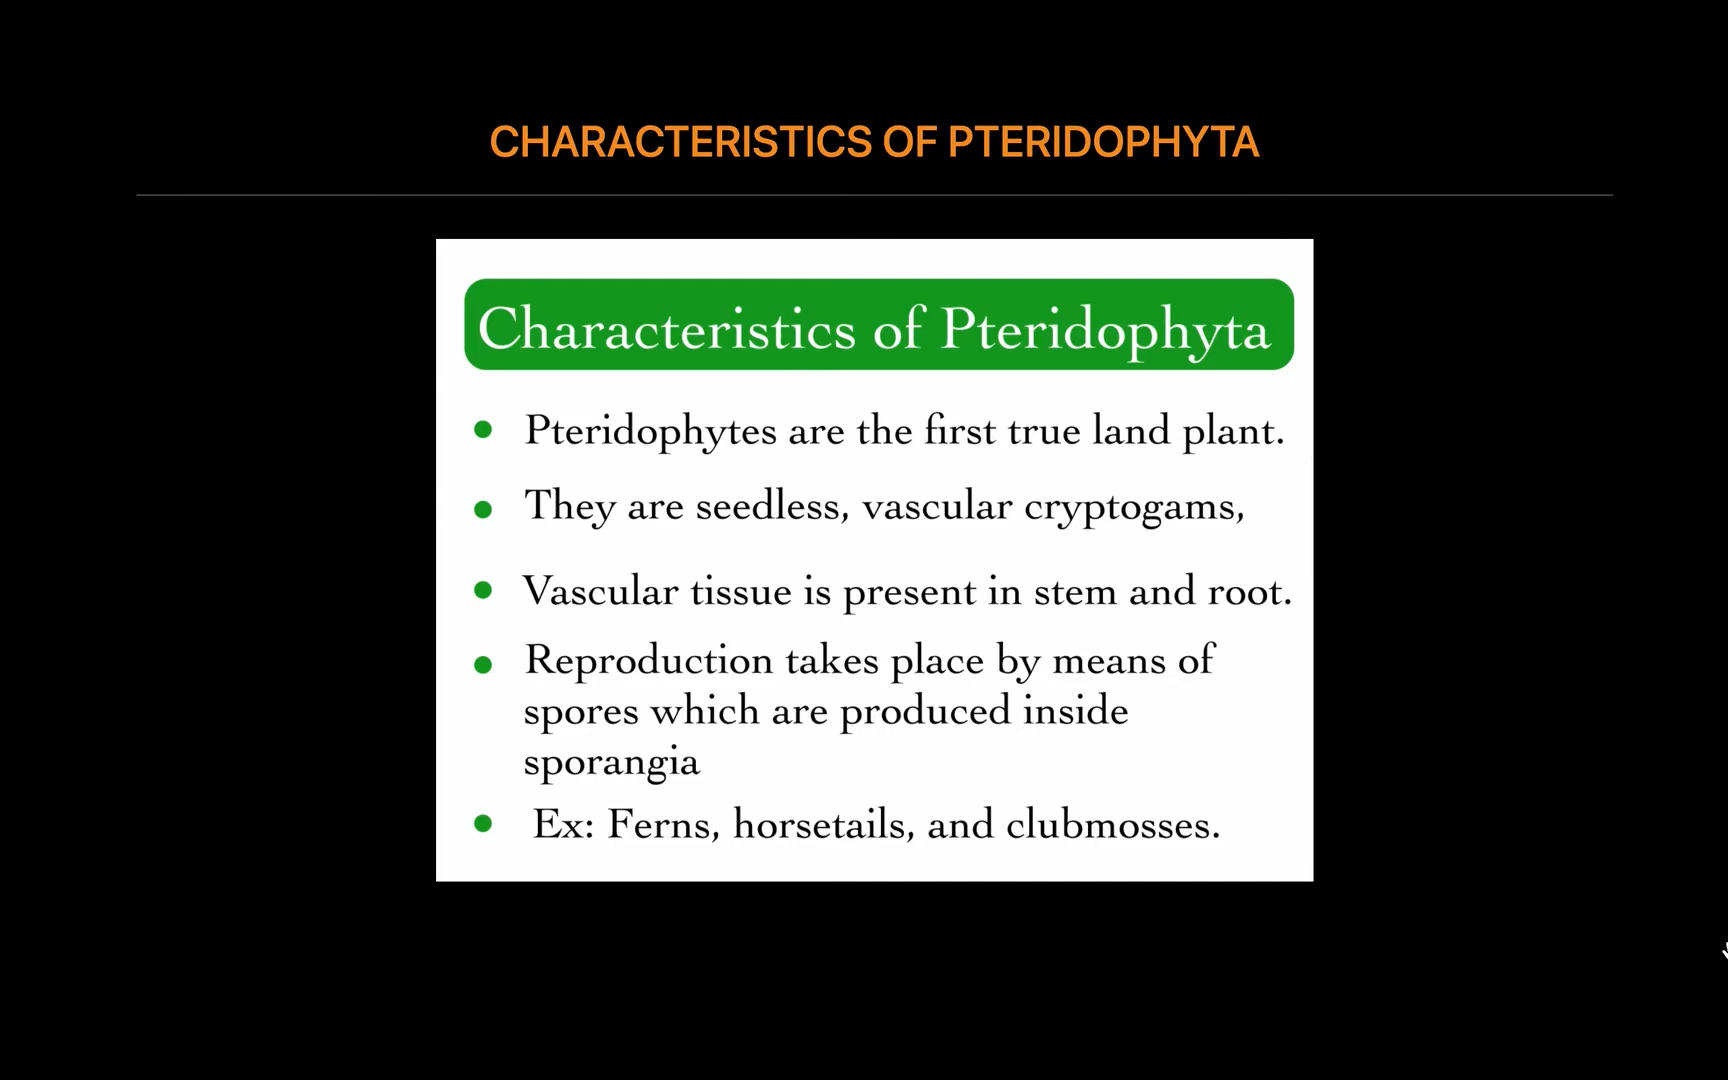 CHARACTERISTICS OF PTERIDOPHYTA
Characteristics of Pteridophyta
Pteridophytes are the first true land plant.
They are seedless, vascular cryptogams,
Vascular tissue is present in stem and root.
Reproduction takes place by means of
spores which are produced inside
sporangia
Ex: Ferns, horsetails, and clubmosses.